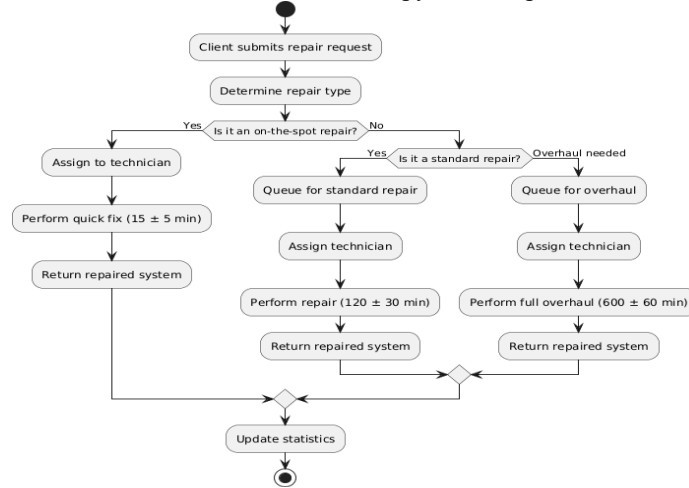 Client submits repair request
Determine repair type
Yes
Is it an on-the-spot repair?
No
Assign to technician
Perform quick fix (15 ± 5 min)
Return repaired system
Yes
Is it a standard repair?
Overhaul needed
Queue for standard repair
Assign technician
Perform repair (120 ± 30 min)
Return repaired system
Queue for overhaul
Assign technician
Perform full overhaul (600 ± 60 min)
Return repaired system
Update statistics